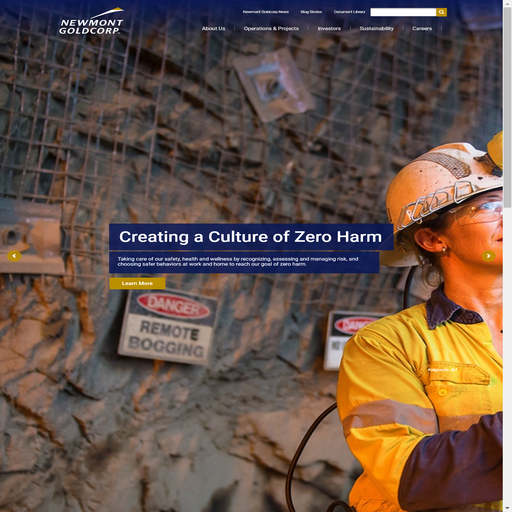 Newmont Goldcorp News Blog Stories Document Library
NEWMONT
GOLDCORP.
About Us Operations & Projects Investors Sustainability Careers
Creating a Culture of Zero Harm
Taking care of our safety, health and wellness by recognizing, assessing and managing risk, and
choosing safer behaviors at work and home to reach our goal of zero harm.
Learn More
DANGER
REMOTE
BOGGING
DANGER
NO